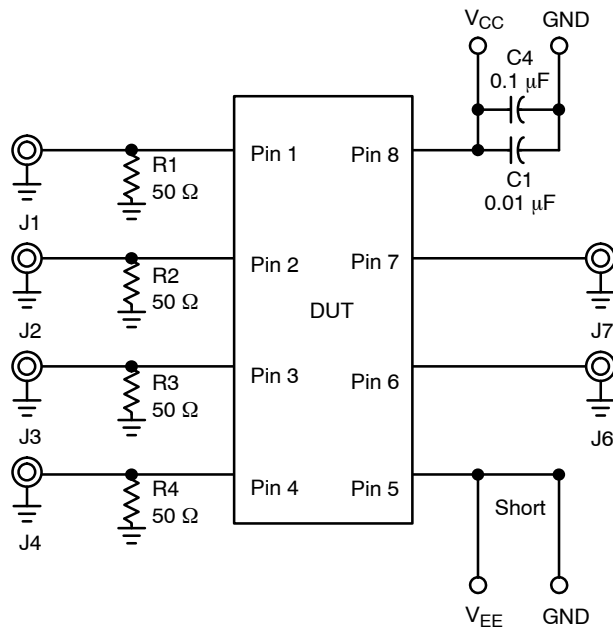 V_CC GND
C4
0.1 μF
Pin 1 Pin 8
R1
50 Ω
C1
0.01 μF
J1
Pin 2 Pin 7
R2
50 Ω
DUT
J2 J7
Pin 3 Pin 6
R3
50 Ω
J3 J6
Pin 4 Pin 5
R4
50 Ω
Short
J4
V_EE GND